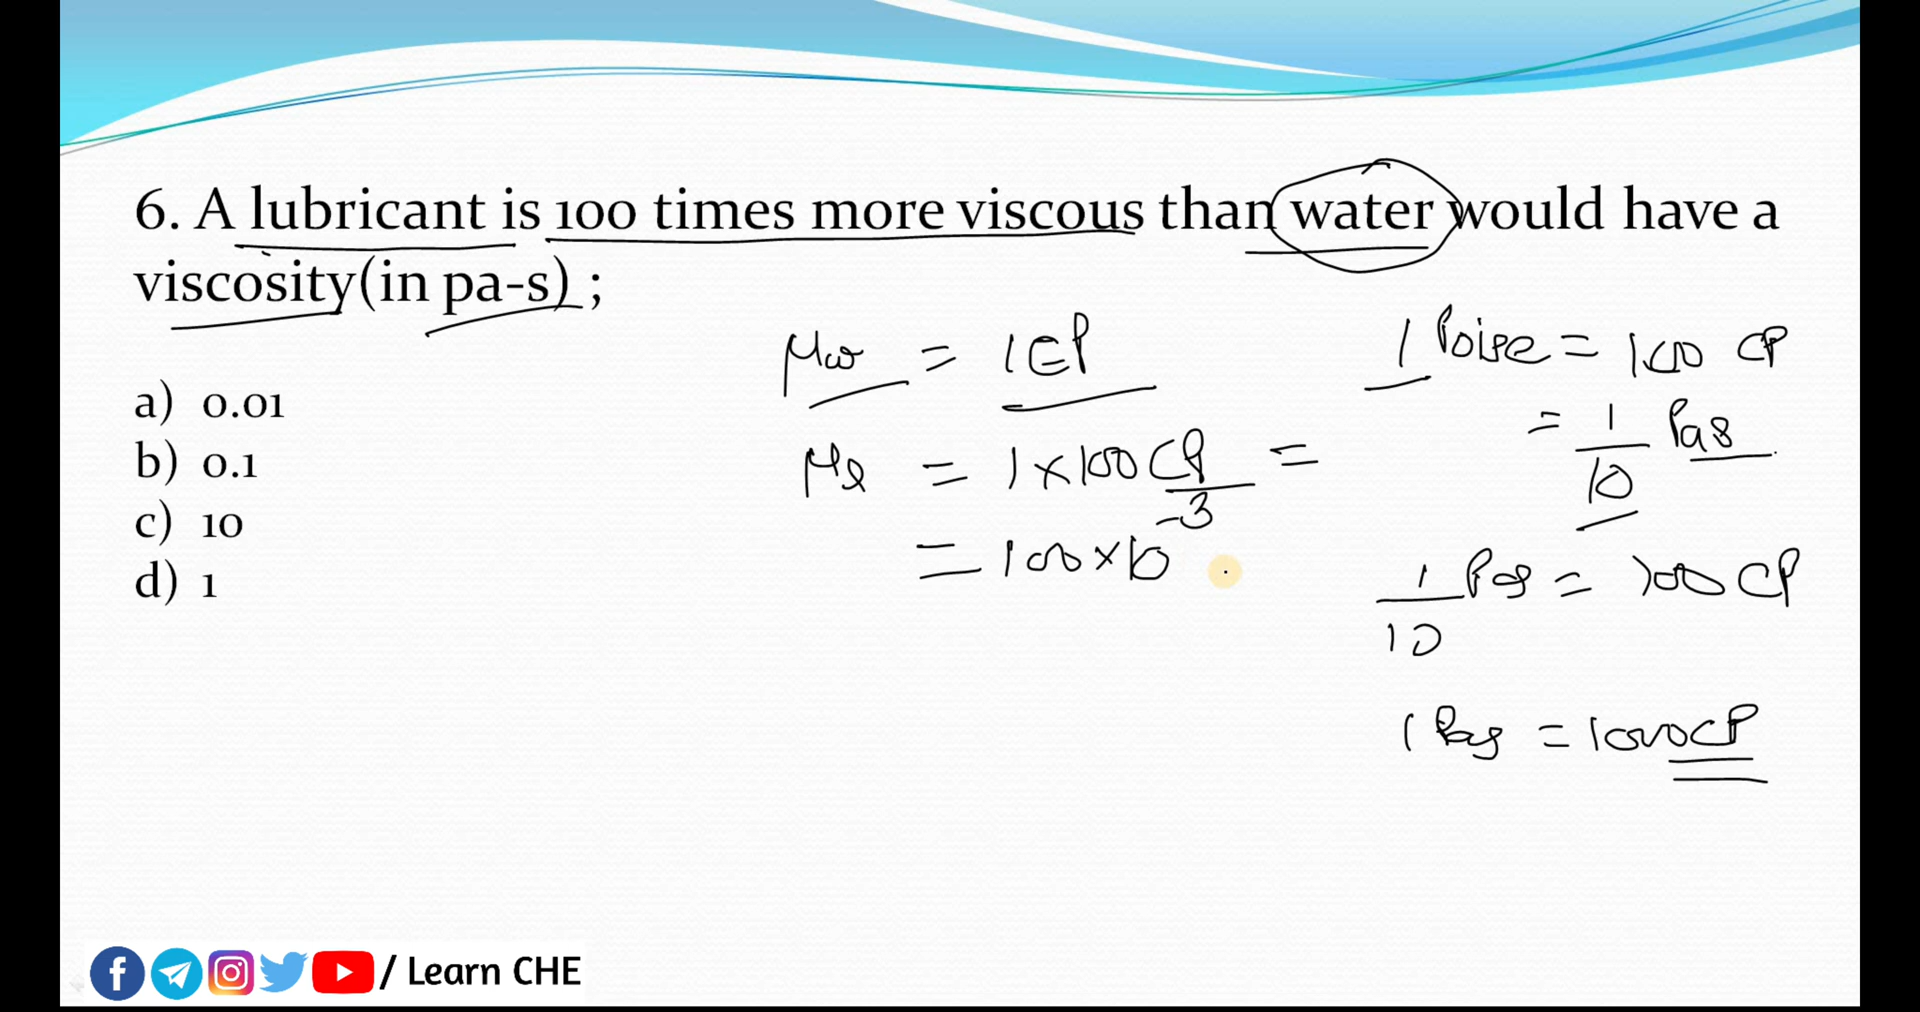 6. A lubricant is 100 times more viscous than water would have a
viscosity(in pa-s) ;
a) 0.01
b) 0.1
c) 10
d) 1
μw = 1 CP
μl = 1 × 100 CP =
= 100 × 10⁻³
1 Poise = 100 CP
= 1/10 Pas
1/10 Pas = 100 CP
1 Pas = 1000 CP
/ Learn CHE